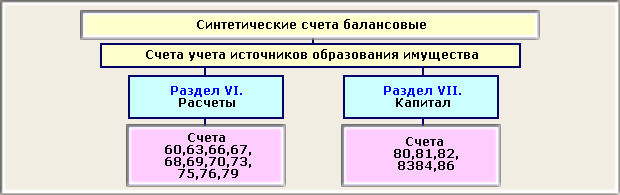 Синтетические счета балансовые
Счета учета источников образования имущества
Раздел VI.
Расчеты
Раздел VII.
Капитал
Счета
60,63,66,67,
68,69,70,73,
75,76,79
Счета
80,81,82,
8384,86